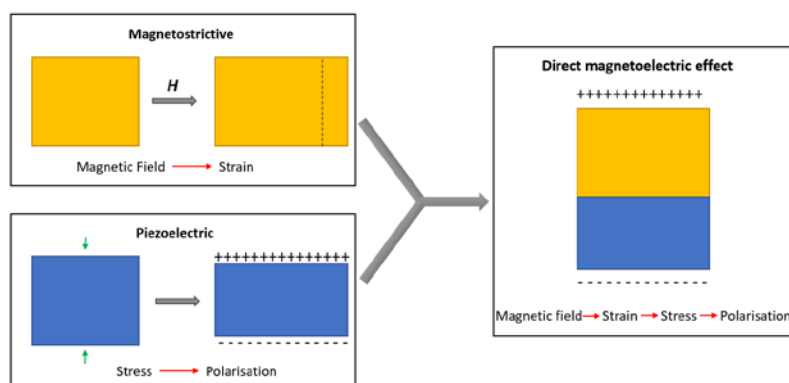 Magnetostrictive
H
Magnetic Field Strain
Piezoelectric
+++++++++++++++
- - - - - - - - - - - - - -
Stress Polarisation
Direct magnetoelectric effect
++++++++++++++
- - - - - - - - - - - - -
Magnetic field Strain Stress Polarisation